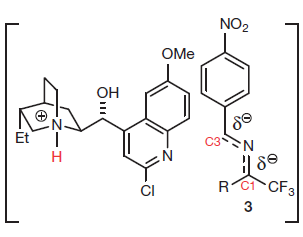 NO₂
OMe
OH
⊕
N
H
Et
N
Cl
C3
δ⊖
N
δ⊖
R
C1
CF₃
3